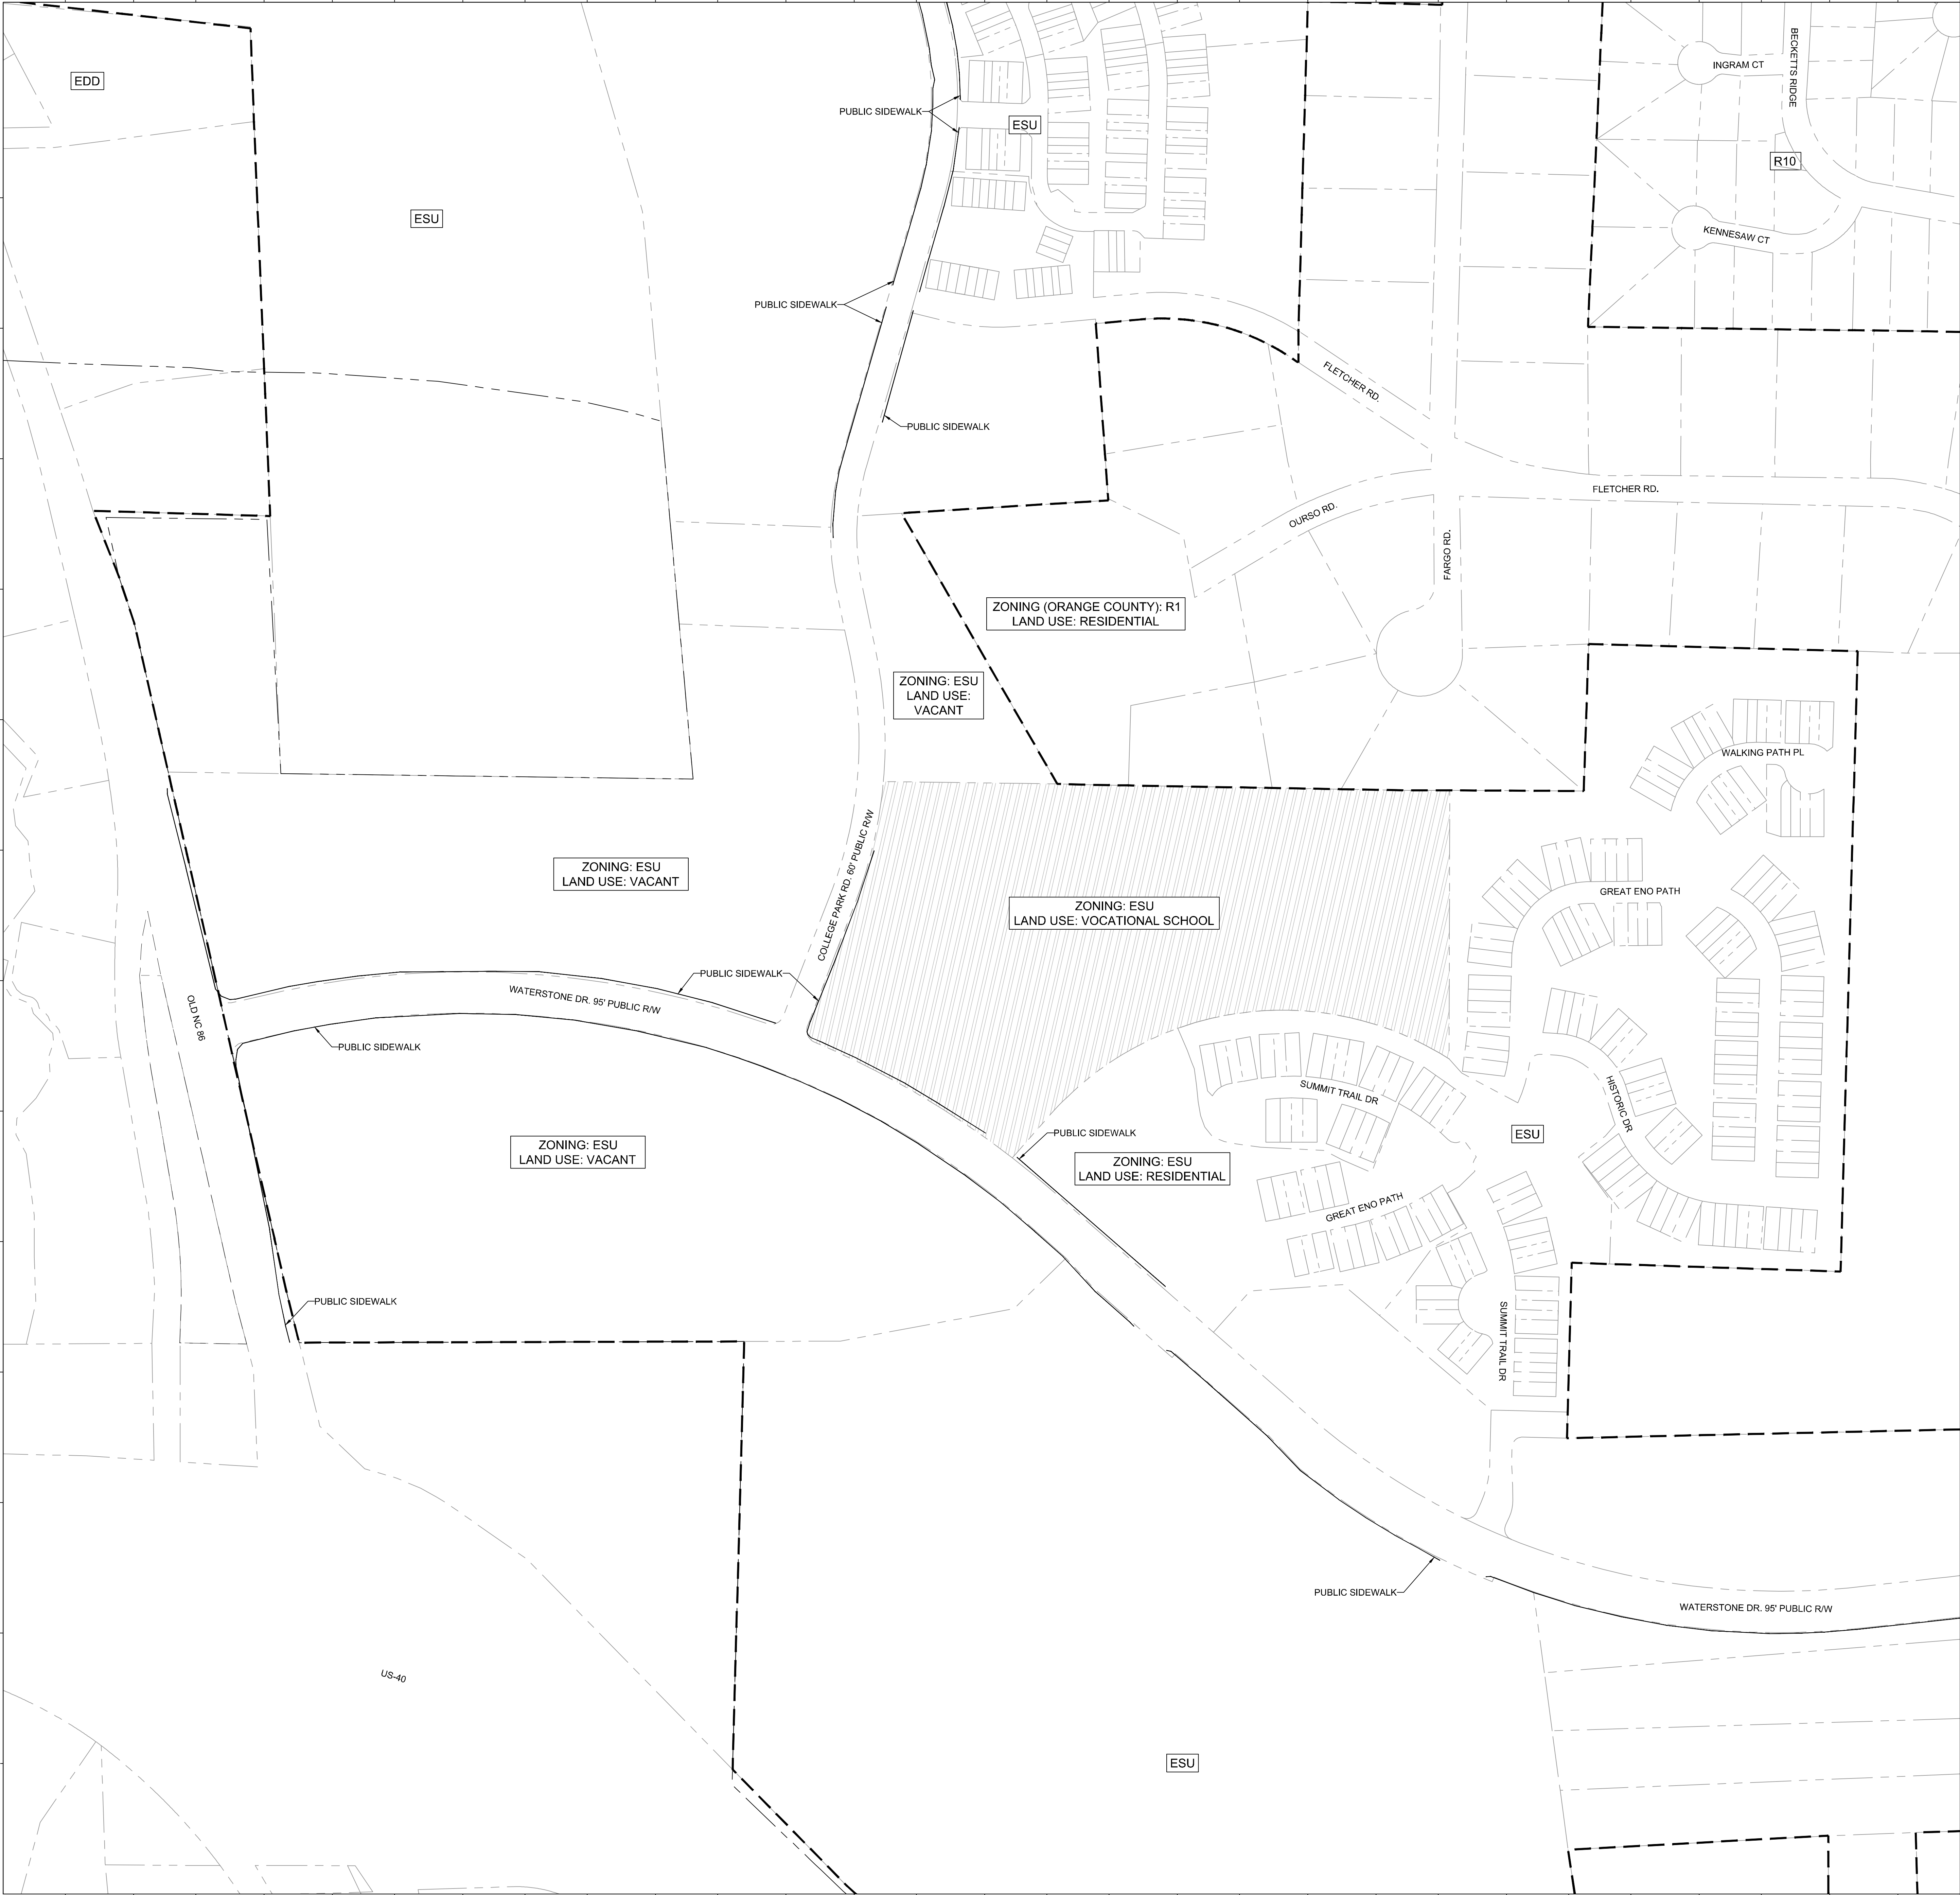 BECKETTS RIDGE
INGRAM CT
EDD
PUBLIC SIDEWALK
ESU
R10
ESU
KENNESAW CT
PUBLIC SIDEWALK
FLETCHER RD.
PUBLIC SIDEWALK
FLETCHER RD.
OURSO RD.
FARGO RD.
ZONING (ORANGE COUNTY): R1
LAND USE: RESIDENTIAL
ZONING: ESU
LAND USE:
VACANT
WALKING PATH PL
COLLEGE PARK RD. 60' PUBLIC R/W
ZONING: ESU
LAND USE: VACANT
GREAT ENO PATH
ZONING: ESU
LAND USE: VOCATIONAL SCHOOL
PUBLIC SIDEWALK
WATERSTONE DR. 95' PUBLIC R/W
OLD NC 86
PUBLIC SIDEWALK
SUMMIT TRAIL DR
HISTORIC DR
PUBLIC SIDEWALK
ESU
ZONING: ESU
LAND USE: VACANT
ZONING: ESU
LAND USE: RESIDENTIAL
GREAT ENO PATH
PUBLIC SIDEWALK
SUMMIT TRAIL DR
PUBLIC SIDEWALK
WATERSTONE DR. 95' PUBLIC R/W
US-40
ESU